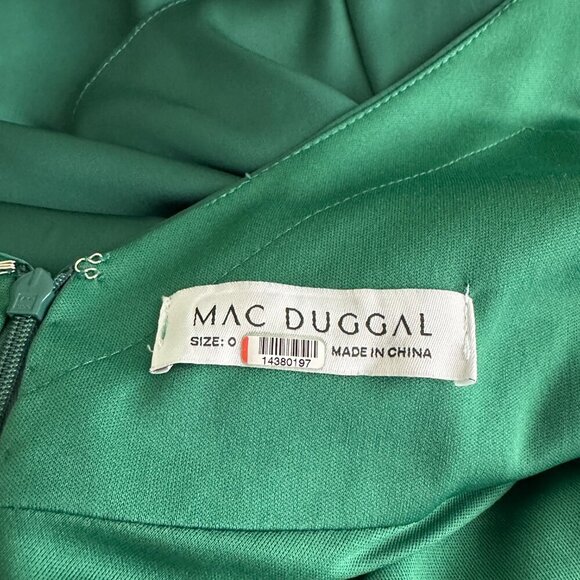 MAC DUGGAL
SIZE: 0 MADE IN CHINA
14380197